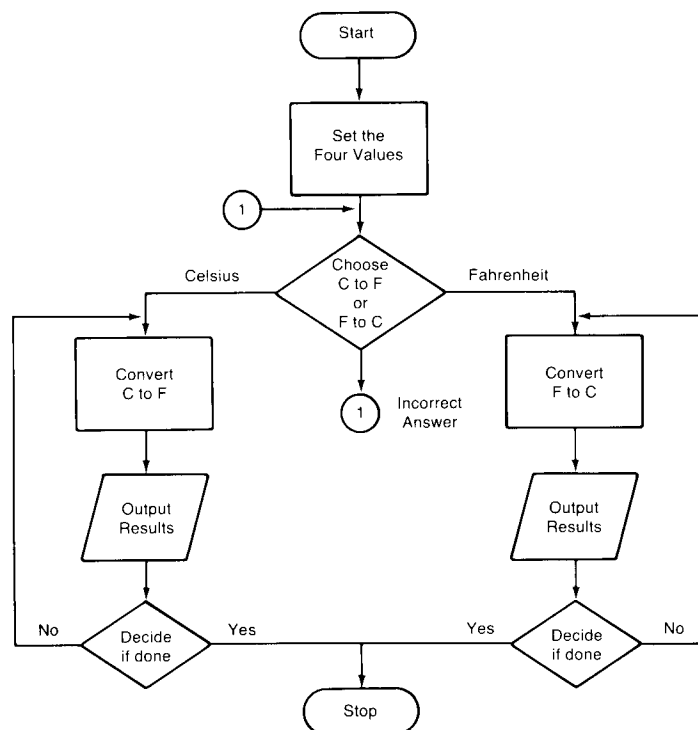 Start
Set the
Four Values
1
Celsius
Choose
C to F
or
F to C
Fahrenheit
Convert
C to F
1
Incorrect
Answer
Convert
F to C
Output
Results
Output
Results
No
Decide
if done
Yes
Yes
Decide
if done
No
Stop